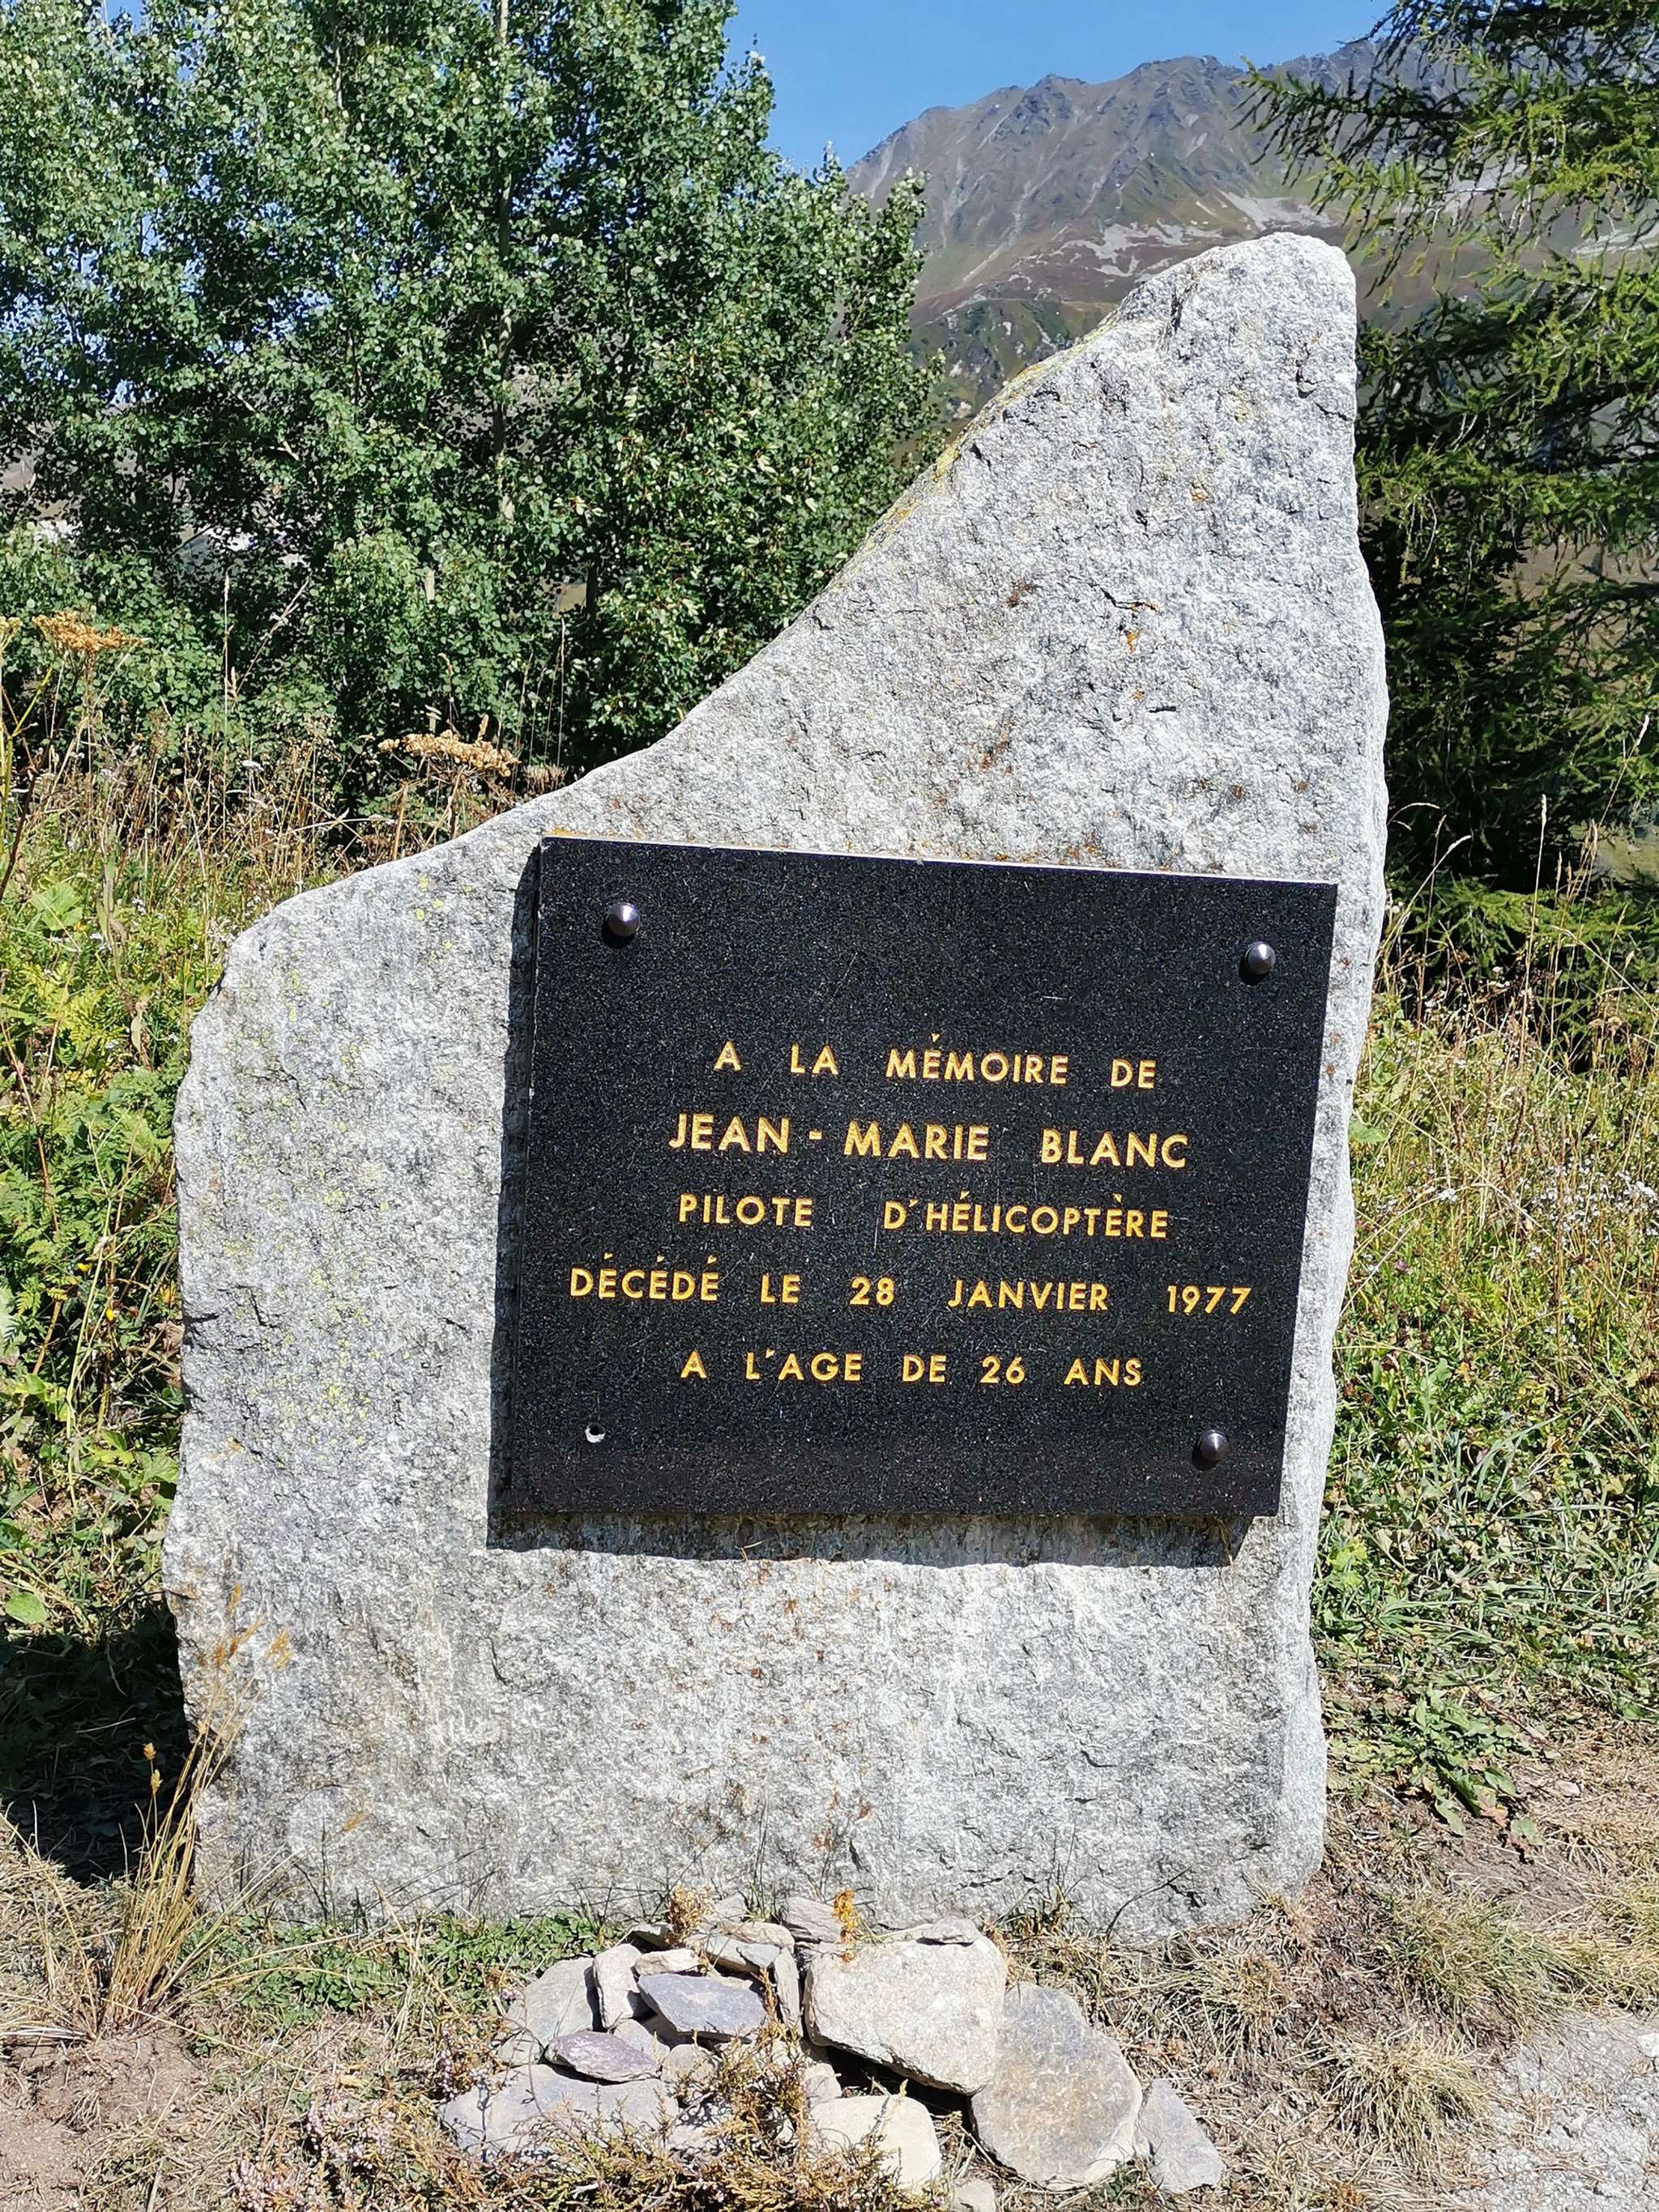 A LA MÉMOIRE DE
JEAN-MARIE BLANC
PILOTE D'HÉLICOPTÈRE
DÉCÉDÉ LE 28 JANVIER 1977
A L'AGE DE 26 ANS